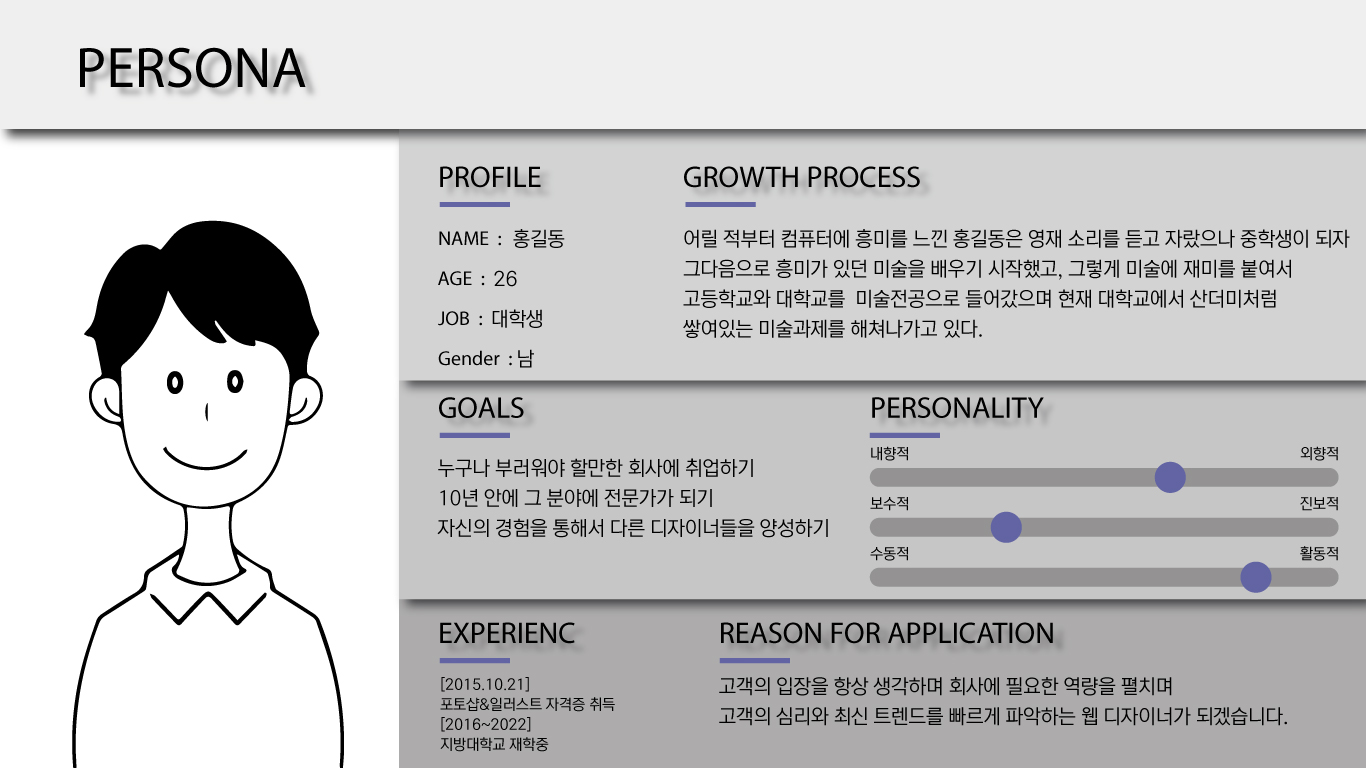 PERSONA
PROFILE
NAME : 홍길동
AGE : 26
JOB : 대학생
Gender : 남
GROWTH PROCESS
어릴 적부터 컴퓨터에 흥미를 느낀 홍길동은 영재 소리를 듣고 자랐으나 중학생이 되자
그다음으로 흥미가 있던 미술을 배우기 시작했고, 그렇게 미술에 재미를 붙여서
고등학교와 대학교를 미술전공으로 들어갔으며 현재 대학교에서 산더미처럼
쌓여있는 미술과제를 해쳐나가고 있다.
GOALS
누구나 부러워야 할만한 회사에 취업하기
10년 안에 그 분야에 전문가가 되기
자신의 경험을 통해서 다른 디자이너들을 양성하기
PERSONALITY
내향적 외향적
보수적 진보적
수동적 활동적
EXPERIENC
[2015.10.21]
포토샵&일러스트 자격증 취득
[2016~2022]
지방대학교 재학중
REASON FOR APPLICATION
고객의 입장을 항상 생각하며 회사에 필요한 역량을 펼치며
고객의 심리와 최신 트렌드를 빠르게 파악하는 웹 디자이너가 되겠습니다.